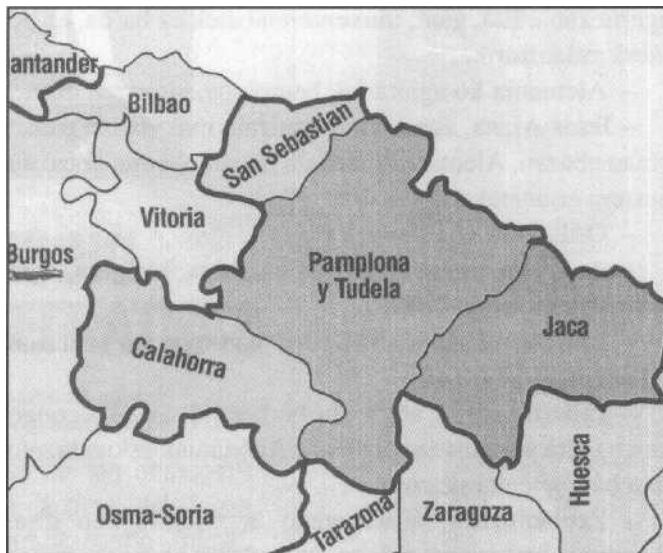 antander
Bilbao
San Sebastian
Vitoria
Burgos
Pamplona
y Tudela
Jaca
Calahorra
Huesca
Osma-Soria
Tarazona
Zaragoza